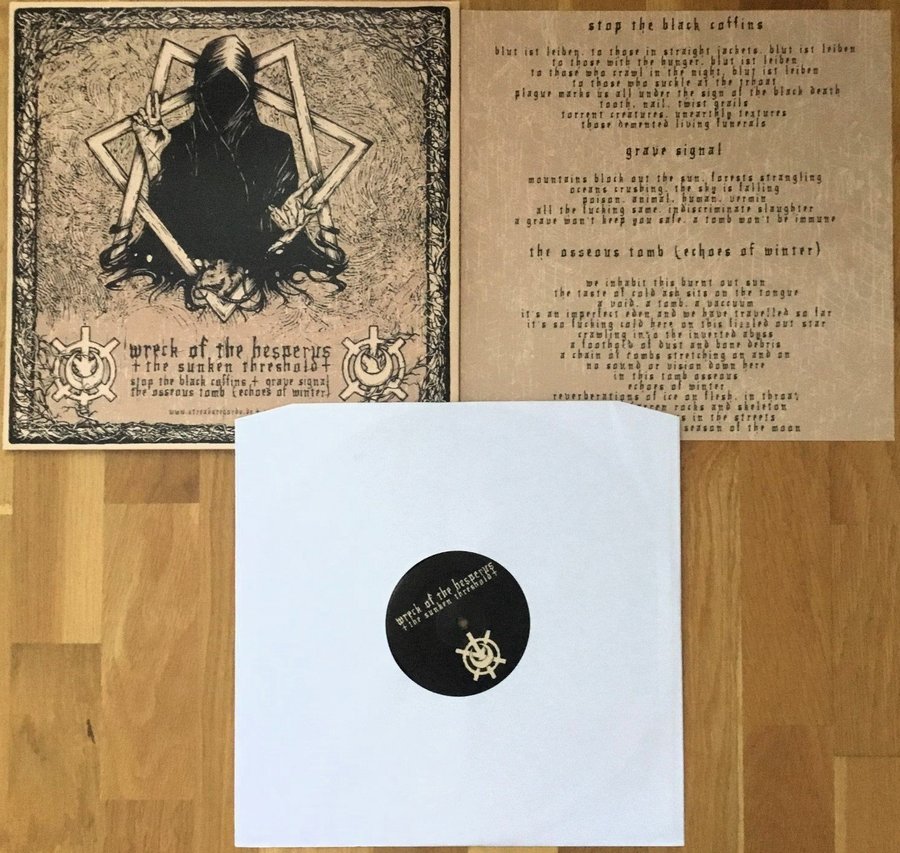 wreck of the hesperus
+the sunken threshold+
stop the black coffins + grave signal
the osseous tomb (echoes of winter)
stop the black coffins
blut ist leiden. to those in straight jackets. blut ist leiben
to those with the hunger. blut ist leiben
to those who crawl in the night, blut ist leiben
to those who suckle at the trhoat
plague marks us all under the sign of the black death
tooth. nail. twist grails
torrent creatures. unearthly textures
those demented living funerals
grave signal
mountains block out the sun. forests strangling
oceans crushing. the sky is falling
poison. animal. human. vermin
all the fucking same. indiscriminate slaughter
a grave won't keep you safe. a tomb won't be immune
the osseous tomb (echoes of winter)
we inhabit this burnt out sun
the taste of cold ash sits on the tongue
a void. a tomb. a vaccuum
it's an imperfect eden and we have travelled so far
it's so fucking cold here on this fizzled out star
crawling into the inverted abyss
a foothold of dust and bone debris
a chain of tombs stretching on and on
no sound or vision down here
in this tomb osseous
echoes of winter
reverberations of ice on flesh. in throat
rocks and skeleton
in the streets
season of the moon
wreck of the hesperus
+the sunken threshold+